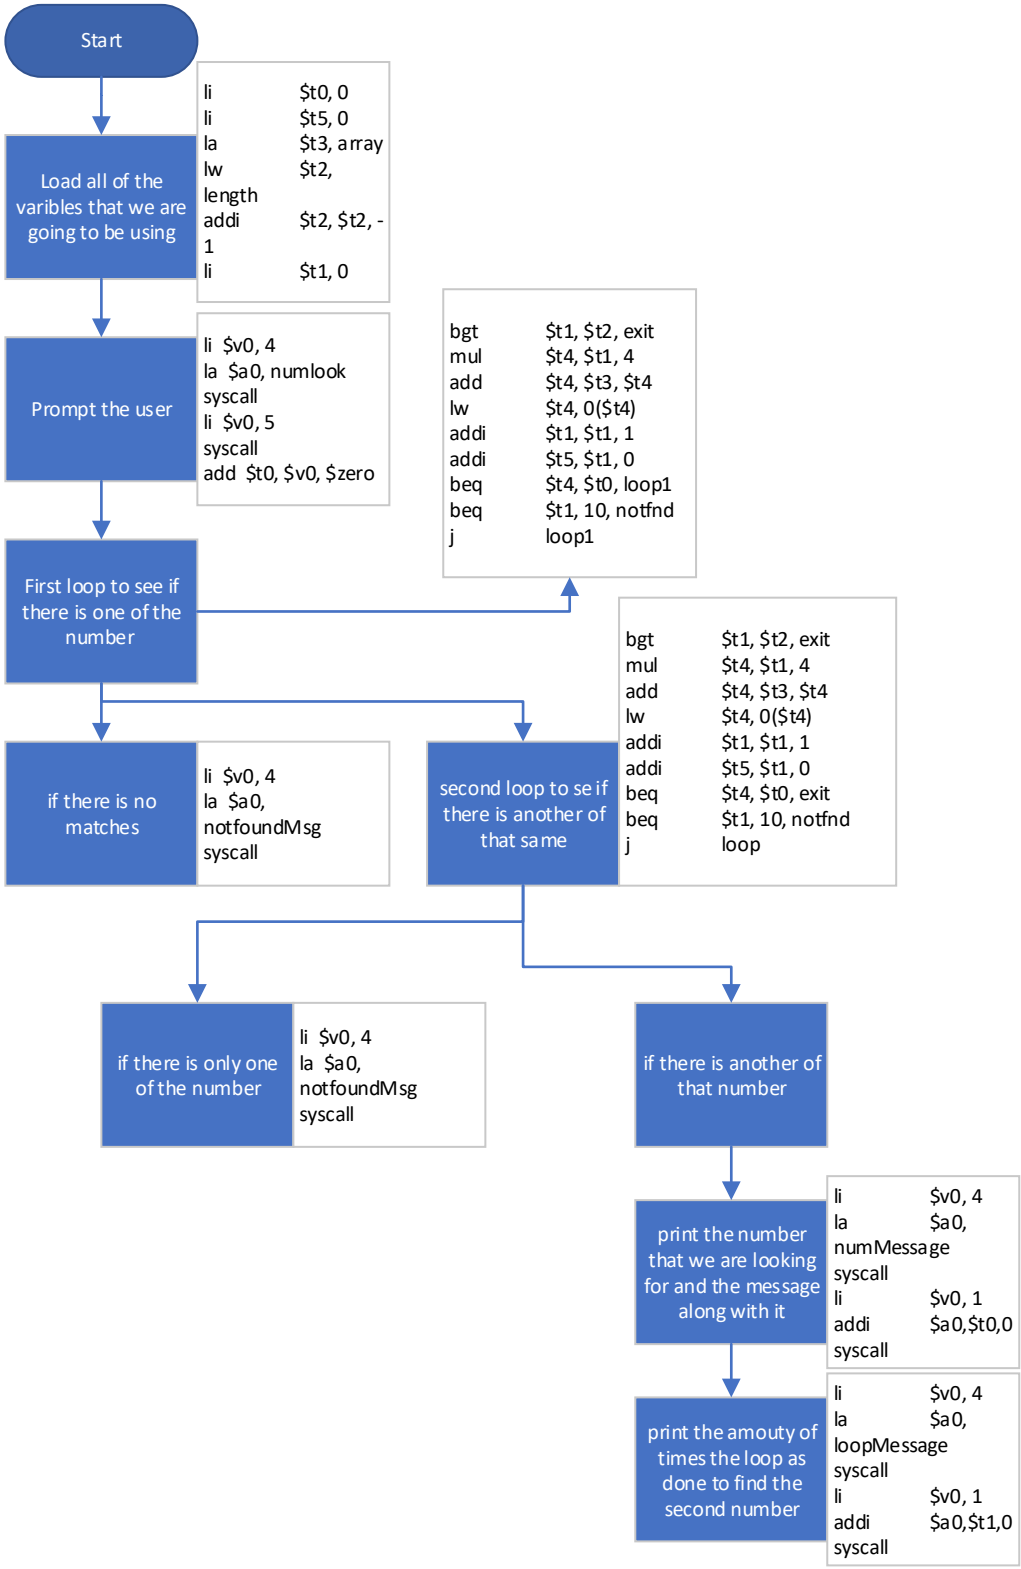 Start
li $t0, 0
li $t5, 0
la $t3, array
lw $t2,
length
addi $t2, $t2, -
1
li $t1, 0
Load all of the
varibles that we are
going to be using
li $v0, 4
la $a0, numlook
syscall
li $v0, 5
syscall
add $t0, $v0, $zero
Prompt the user
bgt $t1, $t2, exit
mul $t4, $t1, 4
add $t4, $t3, $t4
lw $t4, 0($t4)
addi $t1, $t1, 1
addi $t5, $t1, 0
beq $t4, $t0, loop1
beq $t1, 10, notfnd
j loop1
First loop to see if
there is one of the
number
bgt $t1, $t2, exit
mul $t4, $t1, 4
add $t4, $t3, $t4
lw $t4, 0($t4)
addi $t1, $t1, 1
addi $t5, $t1, 0
beq $t4, $t0, exit
beq $t1, 10, notfnd
j loop
if there is no
matches
li $v0, 4
la $a0,
notfoundMsg
syscall
second loop to se if
there is another of
that same
if there is only one
of the number
li $v0, 4
la $a0,
notfoundMsg
syscall
if there is another of
that number
print the number
that we are looking
for and the message
along with it
li $v0, 4
la $a0,
numMessage
syscall
li $v0, 1
addi $a0,$t0,0
syscall
print the amouty of
times the loop as
done to find the
second number
li $v0, 4
la $a0,
loopMessage
syscall
li $v0, 1
addi $a0,$t1,0
syscall